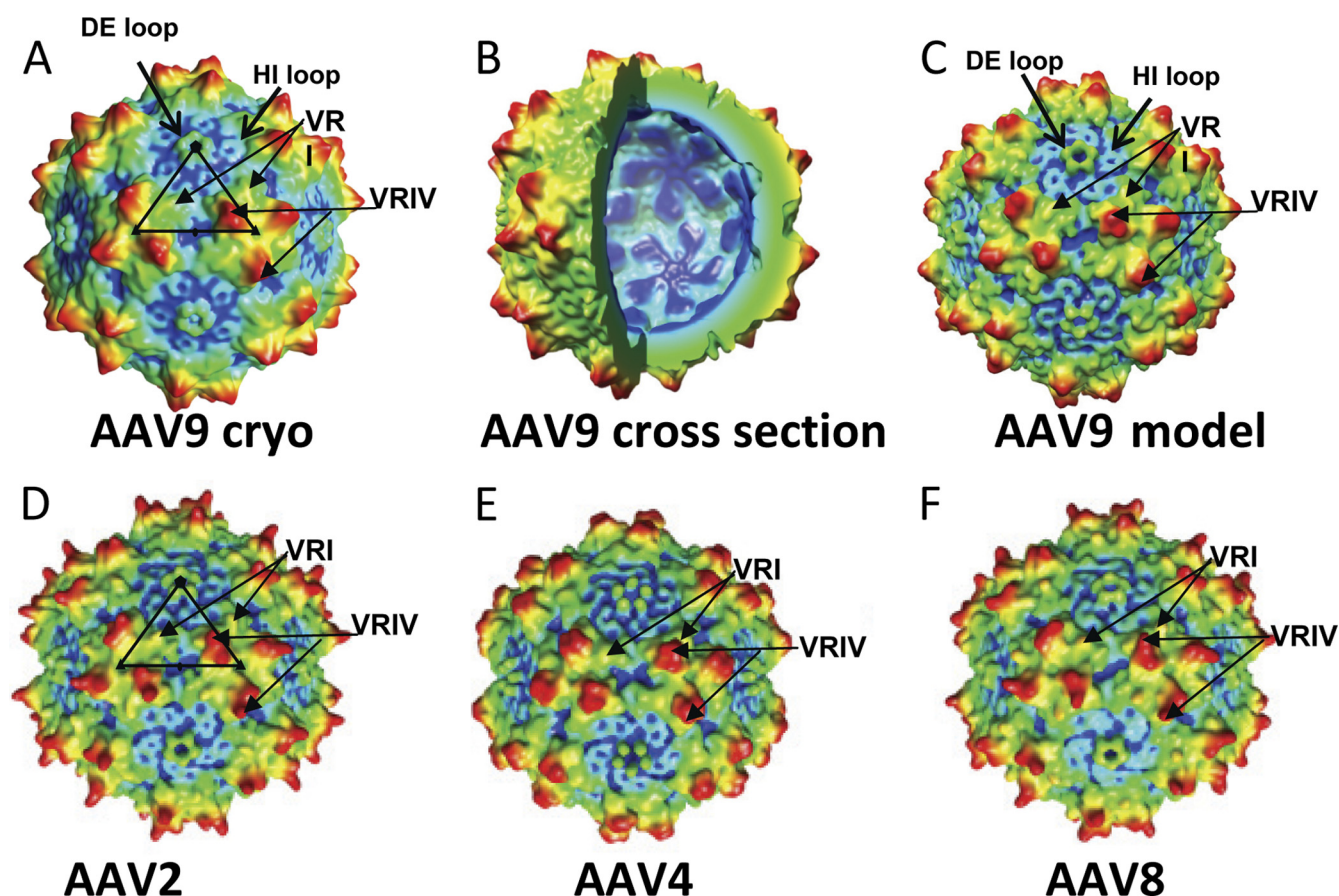 A
DE loop
HI loop
VR
I
VRIV
AAV9 cryo
B
AAV9 cross section
C
DE loop
HI loop
VR
I
VRIV
AAV9 model
D
VRI
VRIV
AAV2
E
VRI
VRIV
AAV4
F
VRI
VRIV
AAV8